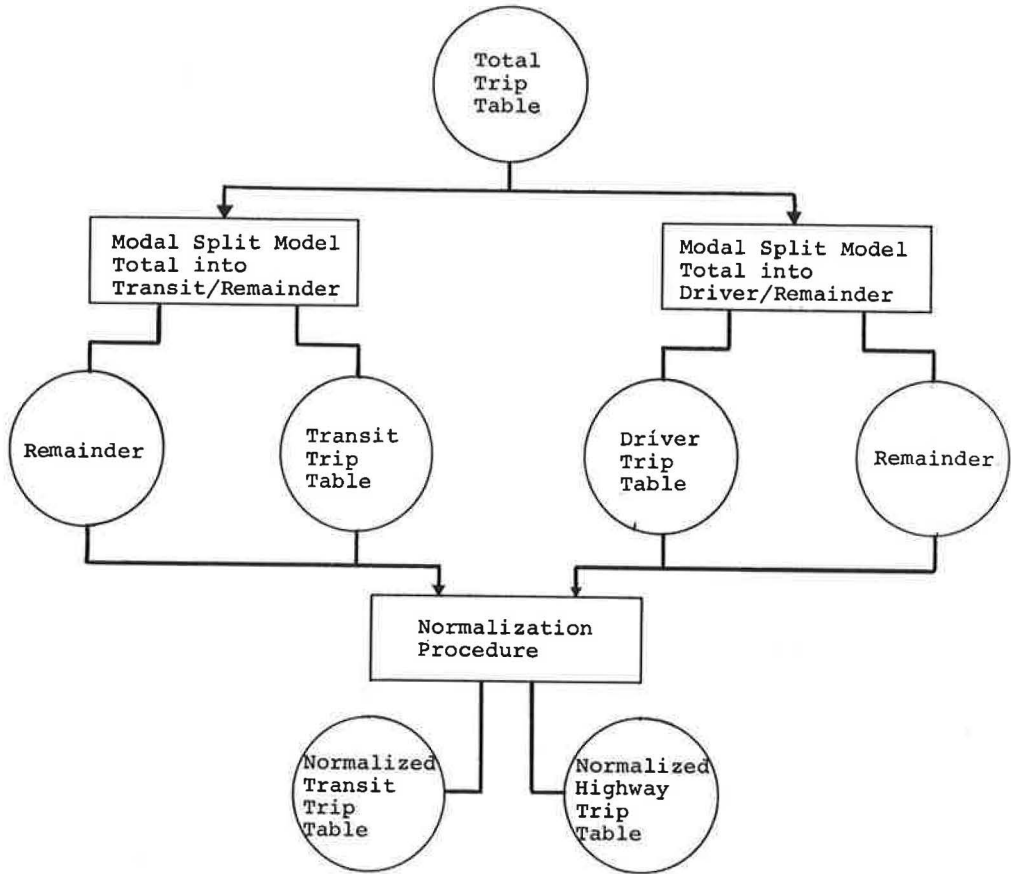 Total
Trip
Table
Modal Split Model
Total into
Transit/Remainder
Modal Split Model
Total into
Driver/Remainder
Remainder
Transit
Trip
Table
Dríver
Trip
Table
Remainder
Normalization
Procedure
Normalized
Transit
Trip
Table
Normalized
Highway
Trip
Table